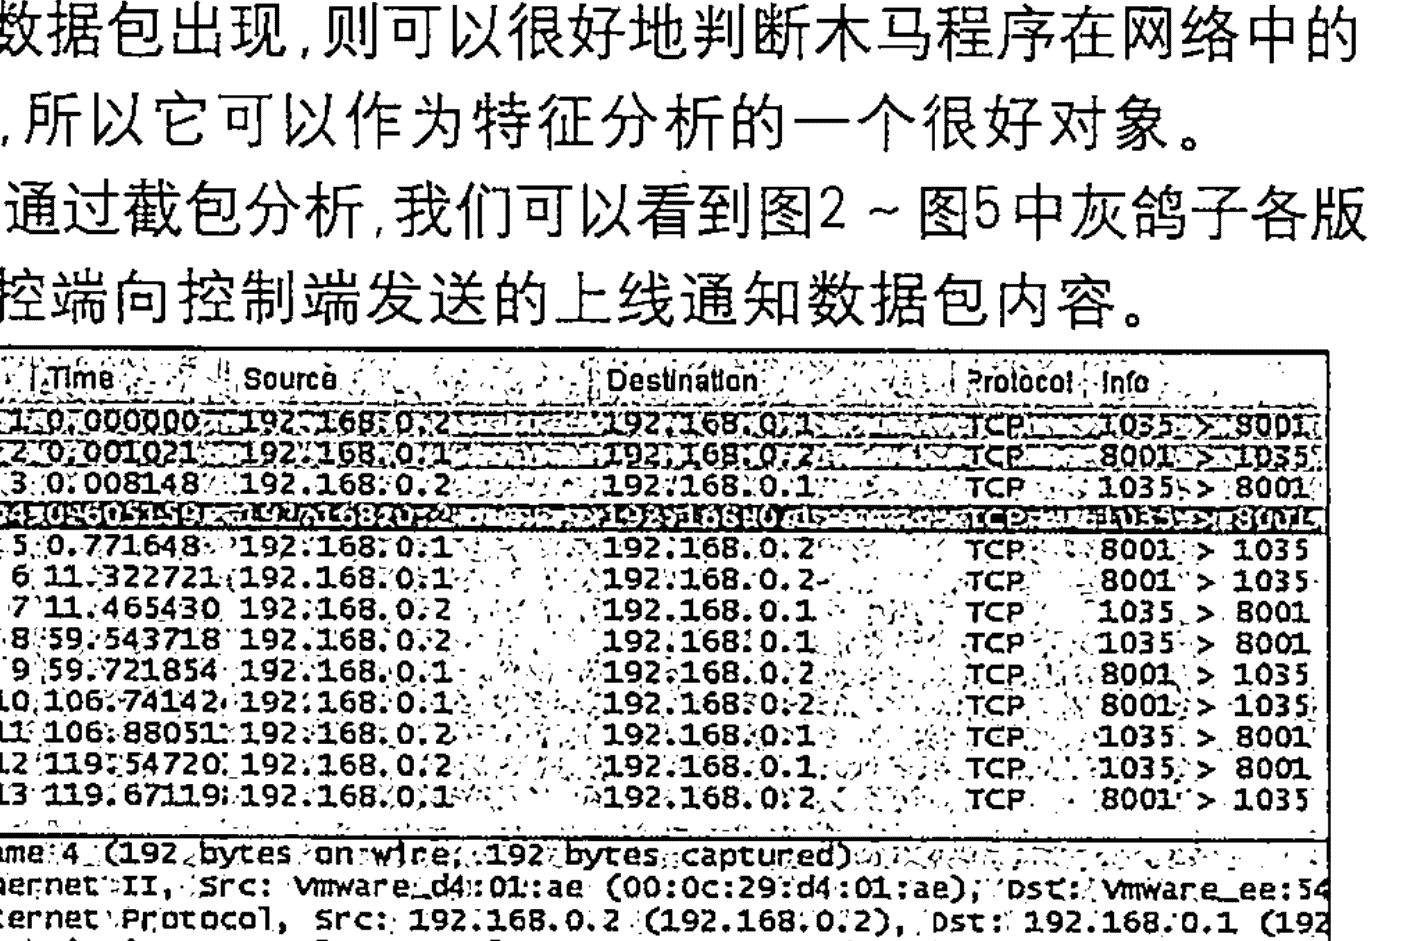 数据包出现,则可以很好地判断木马程序在网络中的
,所以它可以作为特征分析的一个很好对象。
通过截包分析,我们可以看到图2~图5中灰鸽子各版
控端向控制端发送的上线通知数据包内容。
Time Source Destination Protocol Info
1 0.000000 192.168.0.2 192.168.0.1 TCP 1035 > 8001
2 0.001021 192.168.0.1 192.168.0.2 TCP 8001 > 1035
3 0.008148 192.168.0.2 192.168.0.1 TCP 1035 > 8001
4 0.605159 192.168.0.2 192.168.0.1 TCP 1035 > 8001
5 0.771648 192.168.0.1 192.168.0.2 TCP 8001 > 1035
6 11.322721 192.168.0.1 192.168.0.2 TCP 8001 > 1035
7 11.465430 192.168.0.2 192.168.0.1 TCP 1035 > 8001
8 59.543718 192.168.0.2 192.168.0.1 TCP 1035 > 8001
9 59.721854 192.168.0.1 192.168.0.2 TCP 8001 > 1035
10 106.74142 192.168.0.1 192.168.0.2 TCP 8001 > 1035
11 106.88051 192.168.0.2 192.168.0.1 TCP 1035 > 8001
12 119.54720 192.168.0.2 192.168.0.1 TCP 1035 > 8001
13 119.67119 192.168.0.1 192.168.0.2 TCP 8001 > 1035
ame 4 (192 bytes on wire, 192 bytes captured)
ernet II, Src: Vmware_d4:01:ae (00:0c:29:d4:01:ae), Dst: Vmware_ee:54
ernet Protocol, Src: 192.168.0.2 (192.168.0.2), Dst: 192.168.0.1 (192